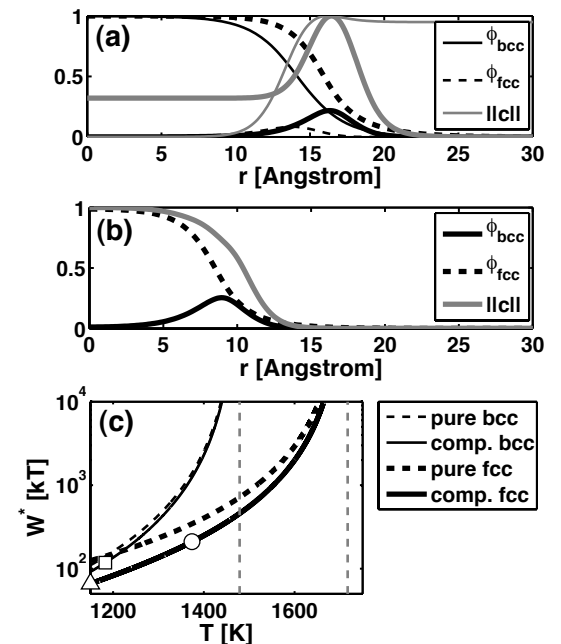 (a)
1
0.5
0
ϕbcc
ϕfcc
||c||
0 5 10 15 20 25 30
r [Angstrom]
(b)
1
0.5
0
ϕbcc
ϕfcc
||c||
0 5 10 15 20 25 30
r [Angstrom]
(c)
10^4
10^3
10^2
W* [kT]
1200 1400 1600
T [K]
pure bcc
comp. bcc
pure fcc
comp. fcc